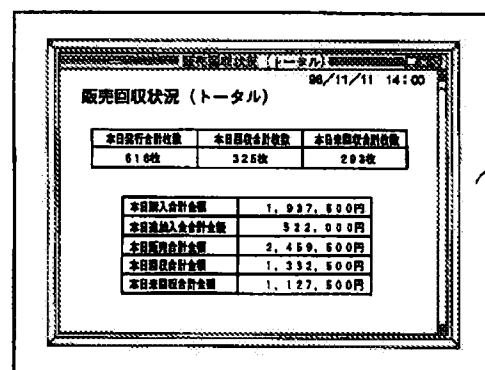 販売回収状況（トータル）
98/11/11 14:00
販売回収状況（トータル）
本日発行合計枚数 本日回収合計枚数 本日未回収合計枚数
618枚 325枚 293枚
本日購入合計金額 1,937,500円
本日追加入金合計金額 522,000円
本日販売合計金額 2,459,500円
本日回収合計金額 1,332,500円
本日未回収合計金額 1,127,500円